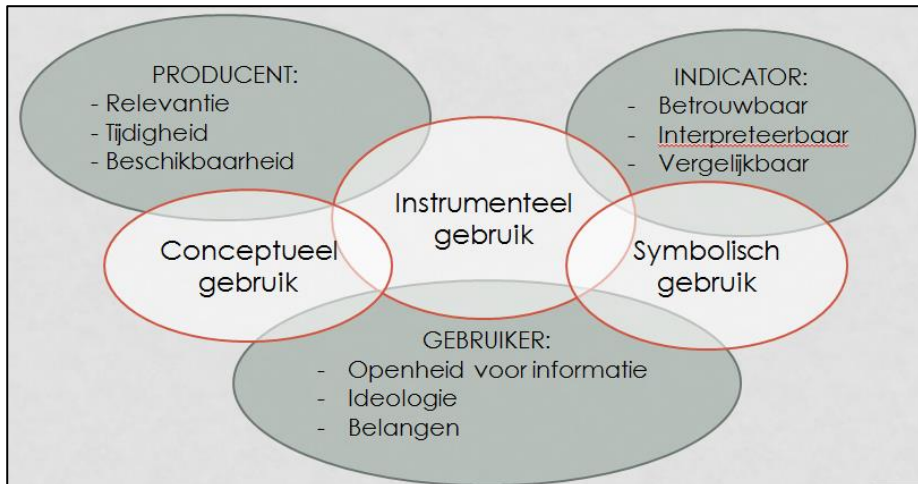 PRODUCENT:
- Relevantie
- Tijdigheid
- Beschikbaarheid
INDICATOR:
- Betrouwbaar
- Interpreteerbaar
- Vergelijkbaar
Instrumenteel
gebruik
Conceptueel
gebruik
Symbolisch
gebruik
GEBRUIKER:
- Openheid voor informatie
- Ideologie
- Belangen